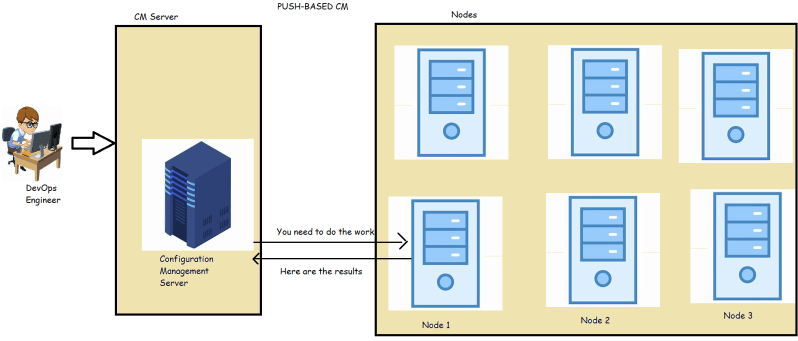 PUSH-BASED CM
CM Server
Nodes
DevOps
Engineer
You need to do the work
Configuration
Management
Server
Here are the results
Node 1
Node 2
Node 3